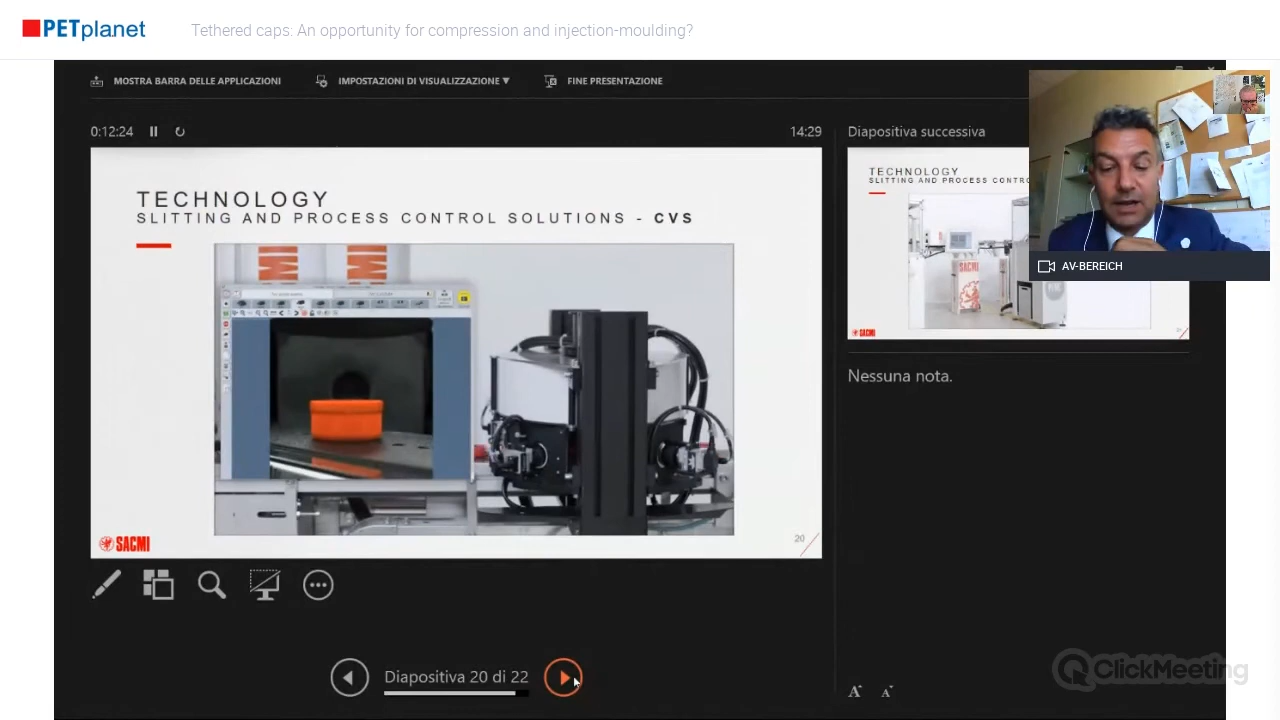 PETplanet
Tethered caps: An opportunity for compression and injection-moulding?
MOSTRA BARRA DELLE APPLICAZIONI
IMPOSTAZIONI DI VISUALIZZAZIONE ▼
FINE PRESENTAZIONE
0:12:24
14:29
Diapositiva successiva
TECHNOLOGY
SLITTING AND PROCESS CONTROL SOLUTIONS - CVS
SACMI
20
TECHNOLOGY
SLITTING AND PROCESS CONTRO
SACMI
SACMI
AV-BEREICH
Nessuna nota.
Diapositiva 20 di 22
A A
ClickMeeting